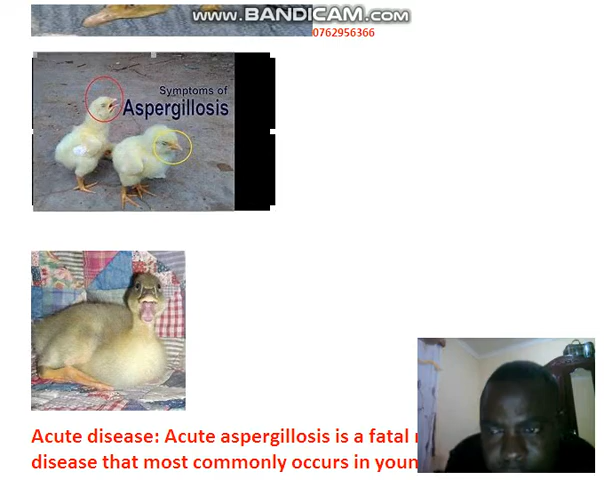 www.BANDICAM.com
0762956366
Symptoms of
Aspergillosis
Acute disease: Acute aspergillosis is a fatal
disease that most commonly occurs in